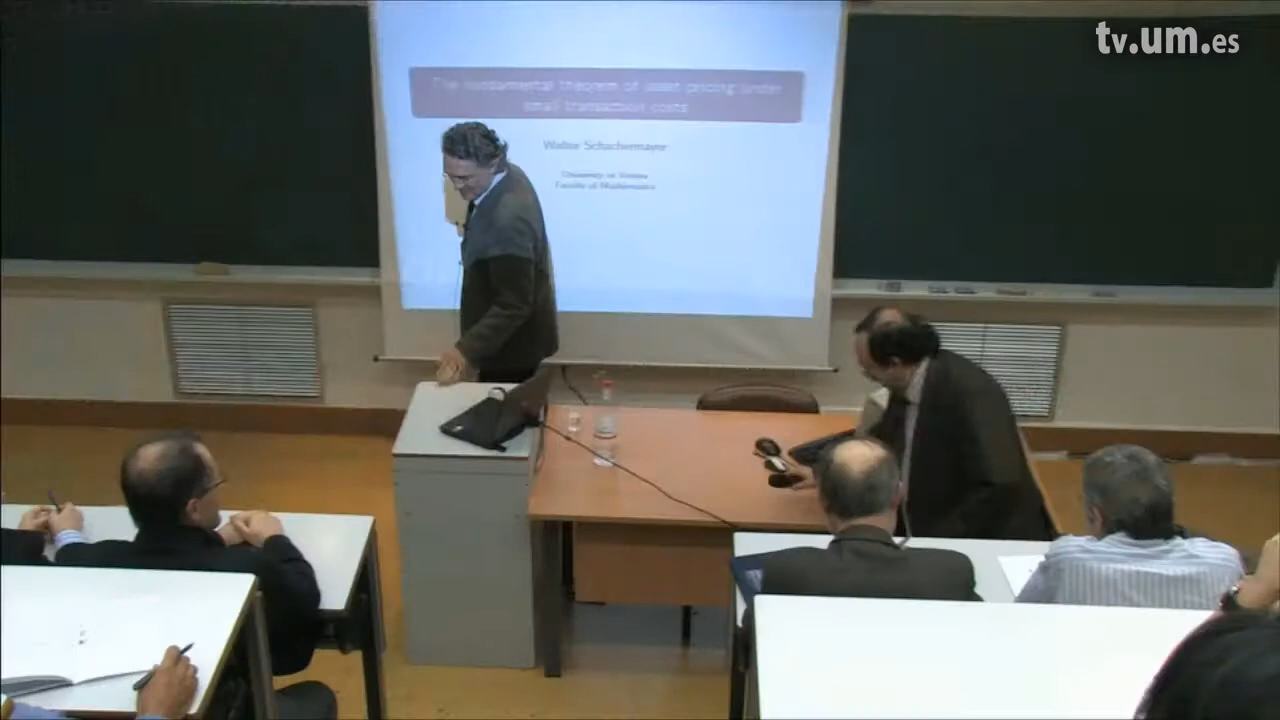 tv.um.es
The fundamental theorem of asset pricing under
small transaction costs
Walter Schachermayer
University of Vienna
Faculty of Mathematics